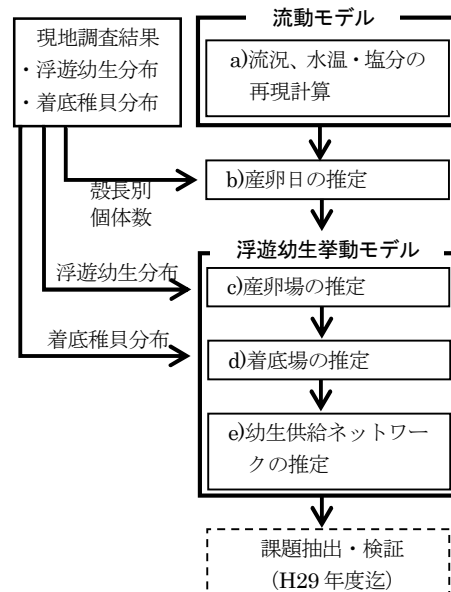 現地調査結果
・浮遊幼生分布
・着底稚貝分布
流動モデル
a)流況、水温・塩分の
再現計算
殻長別
個体数
b)産卵日の推定
浮遊幼生挙動モデル
浮遊幼生分布
c)産卵場の推定
着底稚貝分布
d)着底場の推定
e)幼生供給ネットワー
クの推定
課題抽出・検証
(H29 年度迄)